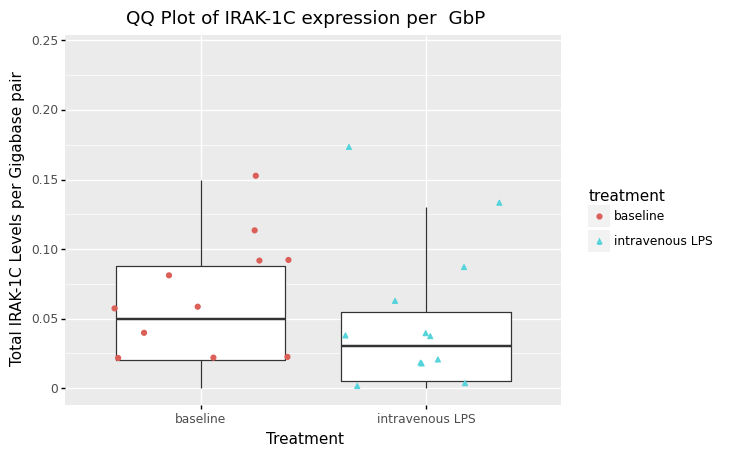 QQ Plot of IRAK-1C expression per  GbP
Total IRAK-1C Levels per Gigabase pair
0.25
0.20
0.15
0.10
0.05
0
baseline
intravenous LPS
Treatment
treatment
baseline
intravenous LPS